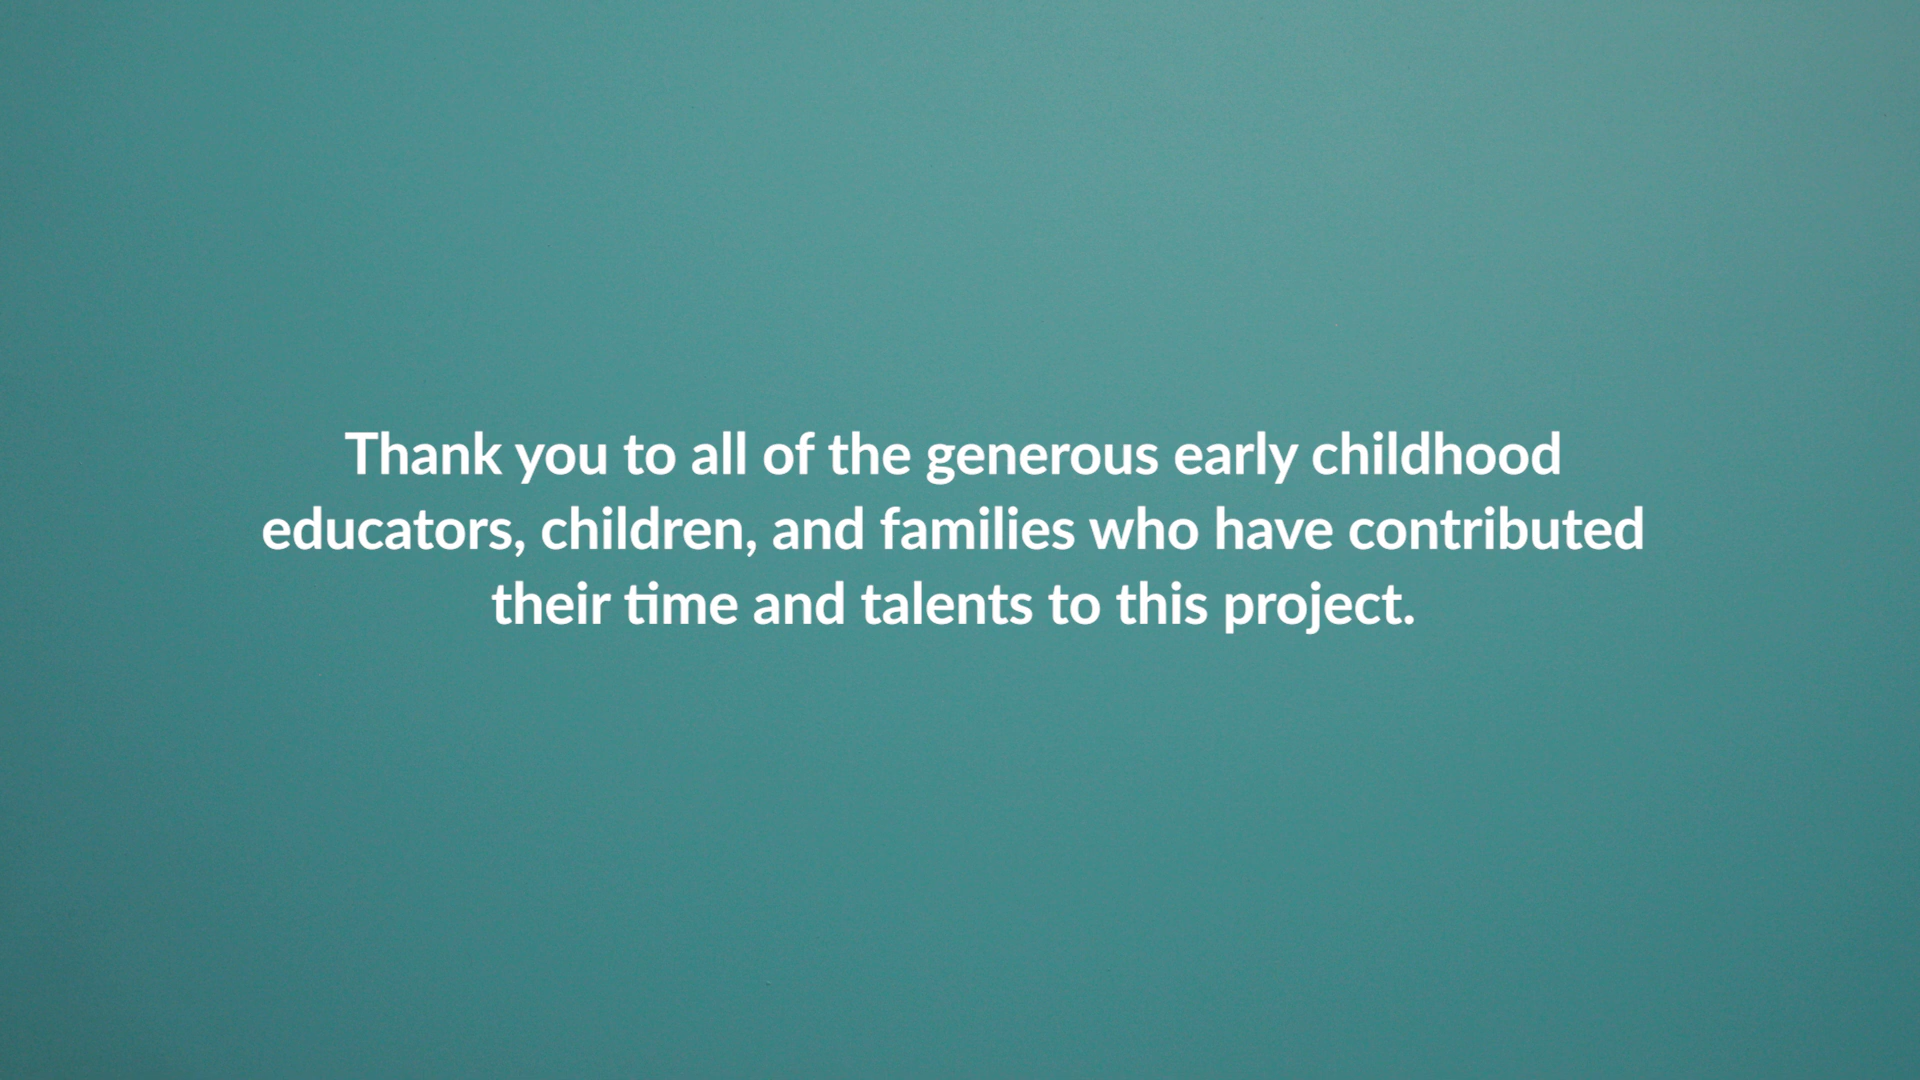 Thank you to all of the generous early childhood
educators, children, and families who have contributed
their time and talents to this project.